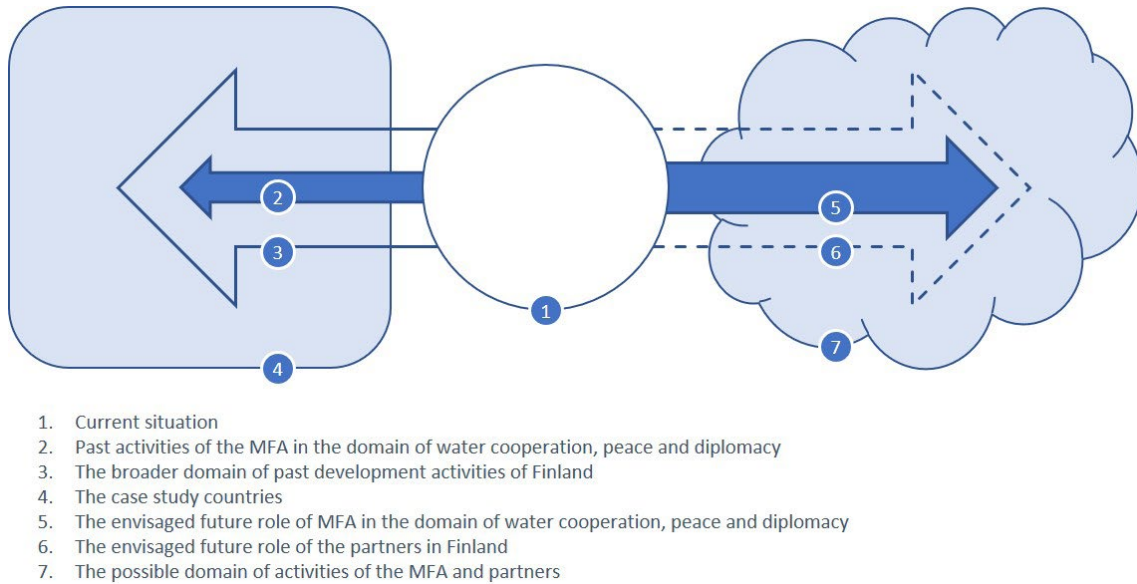 2
5
3
6
1
7
4
1. Current situation
2. Past activities of the MFA in the domain of water cooperation, peace and diplomacy
3. The broader domain of past development activities of Finland
4. The case study countries
5. The envisaged future role of MFA in the domain of water cooperation, peace and diplomacy
6. The envisaged future role of the partners in Finland
7. The possible domain of activities of the MFA and partners